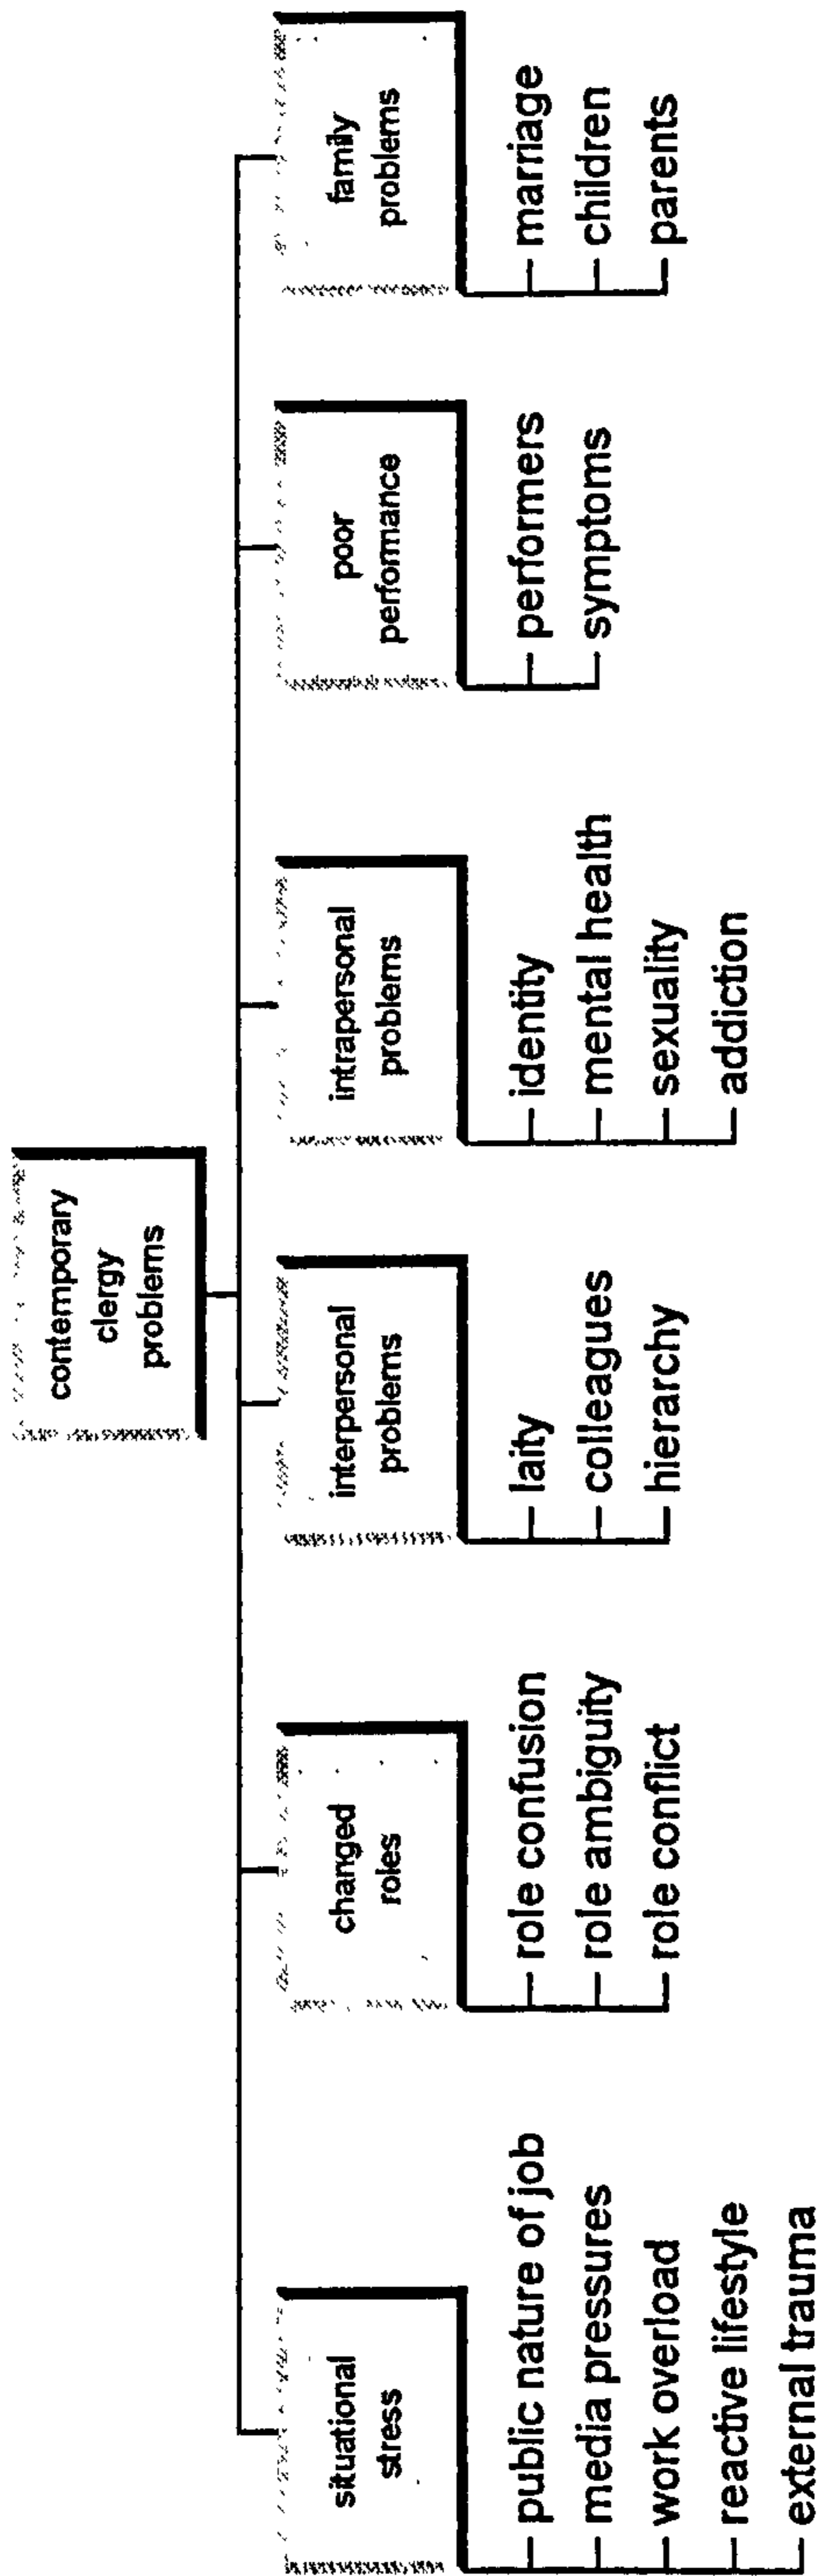 contemporary
clergy
problems
situational
stress
public nature of job
media pressures
work overload
reactive lifestyle
external trauma
changed
roles
role confusion
role ambiguity
role conflict
interpersonal
problems
laity
colleagues
hierarchy
intrapersonal
problems
identity
mental health
sexuality
addiction
poor
performance
performers
symptoms
family
problems
marriage
children
parents